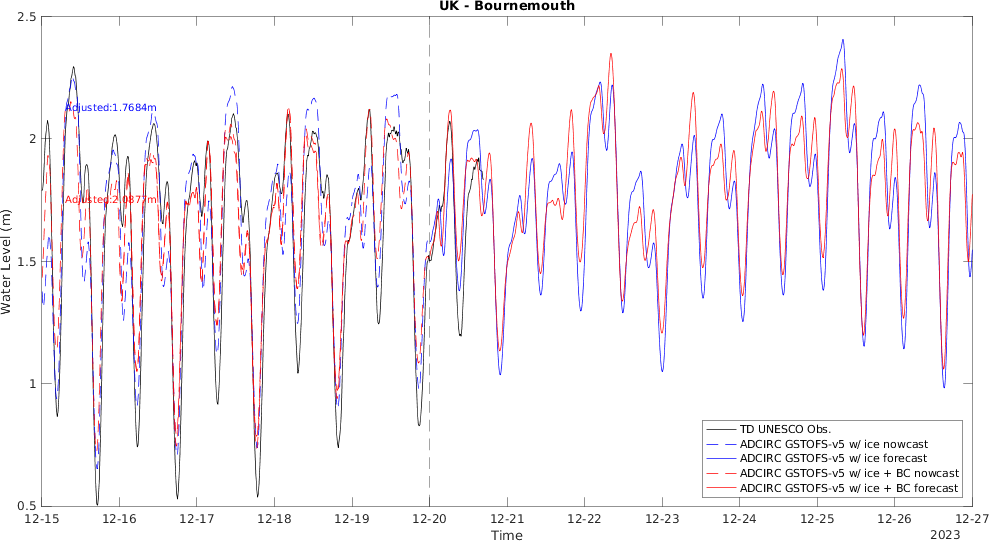 UK - Bournemouth
2.5
2
1.5
1
0.5
Water Level (m)
Adjusted:1.7684m
Adjusted:2.0877m
TD UNESCO Obs.
ADCIRC GSTOFS-v5 w/ ice nowcast
ADCIRC GSTOFS-v5 w/ ice forecast
ADCIRC GSTOFS-v5 w/ ice + BC nowcast
ADCIRC GSTOFS-v5 w/ ice + BC forecast
12-15 12-16 12-17 12-18 12-19 12-20 12-21 12-22 12-23 12-24 12-25 12-26 12-27
Time
2023